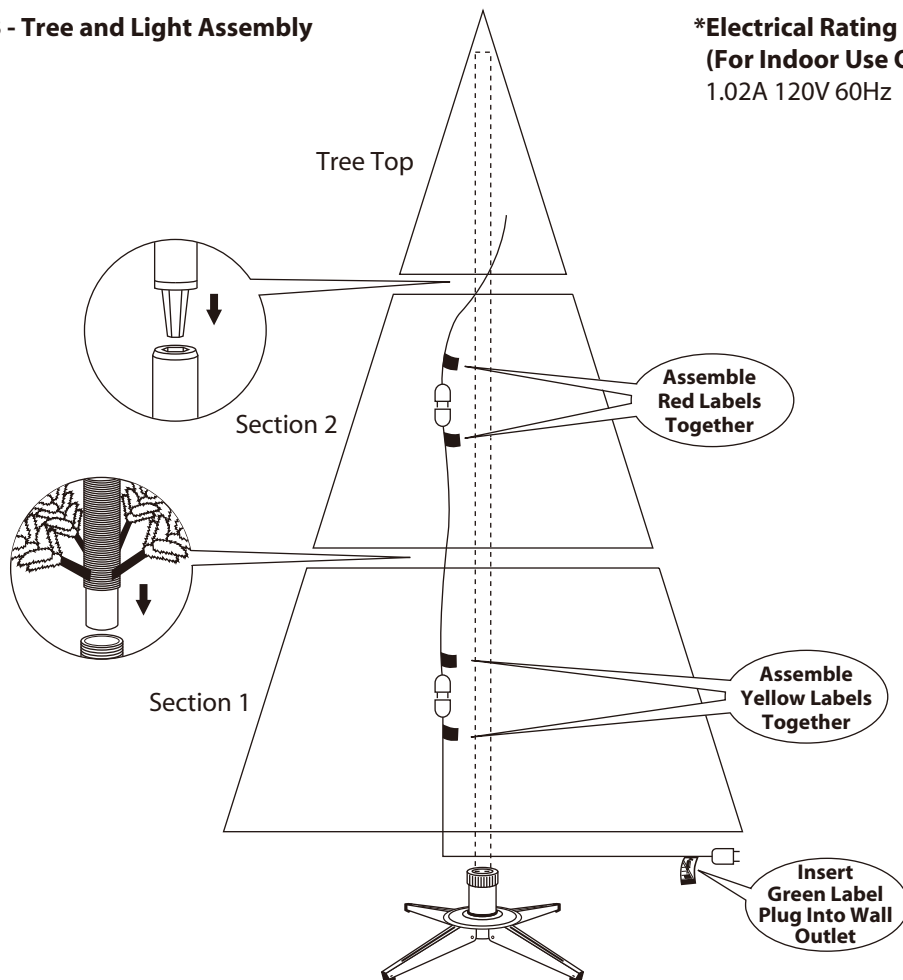 - Tree and Light Assembly
*Electrical Rating
(For Indoor Use
1.02A 120V 60Hz
Tree Top
Assemble
Red Labels
Together
Section 2
Assemble
Yellow Labels
Together
Section 1
Insert
Green Label
Plug Into Wall
Outlet